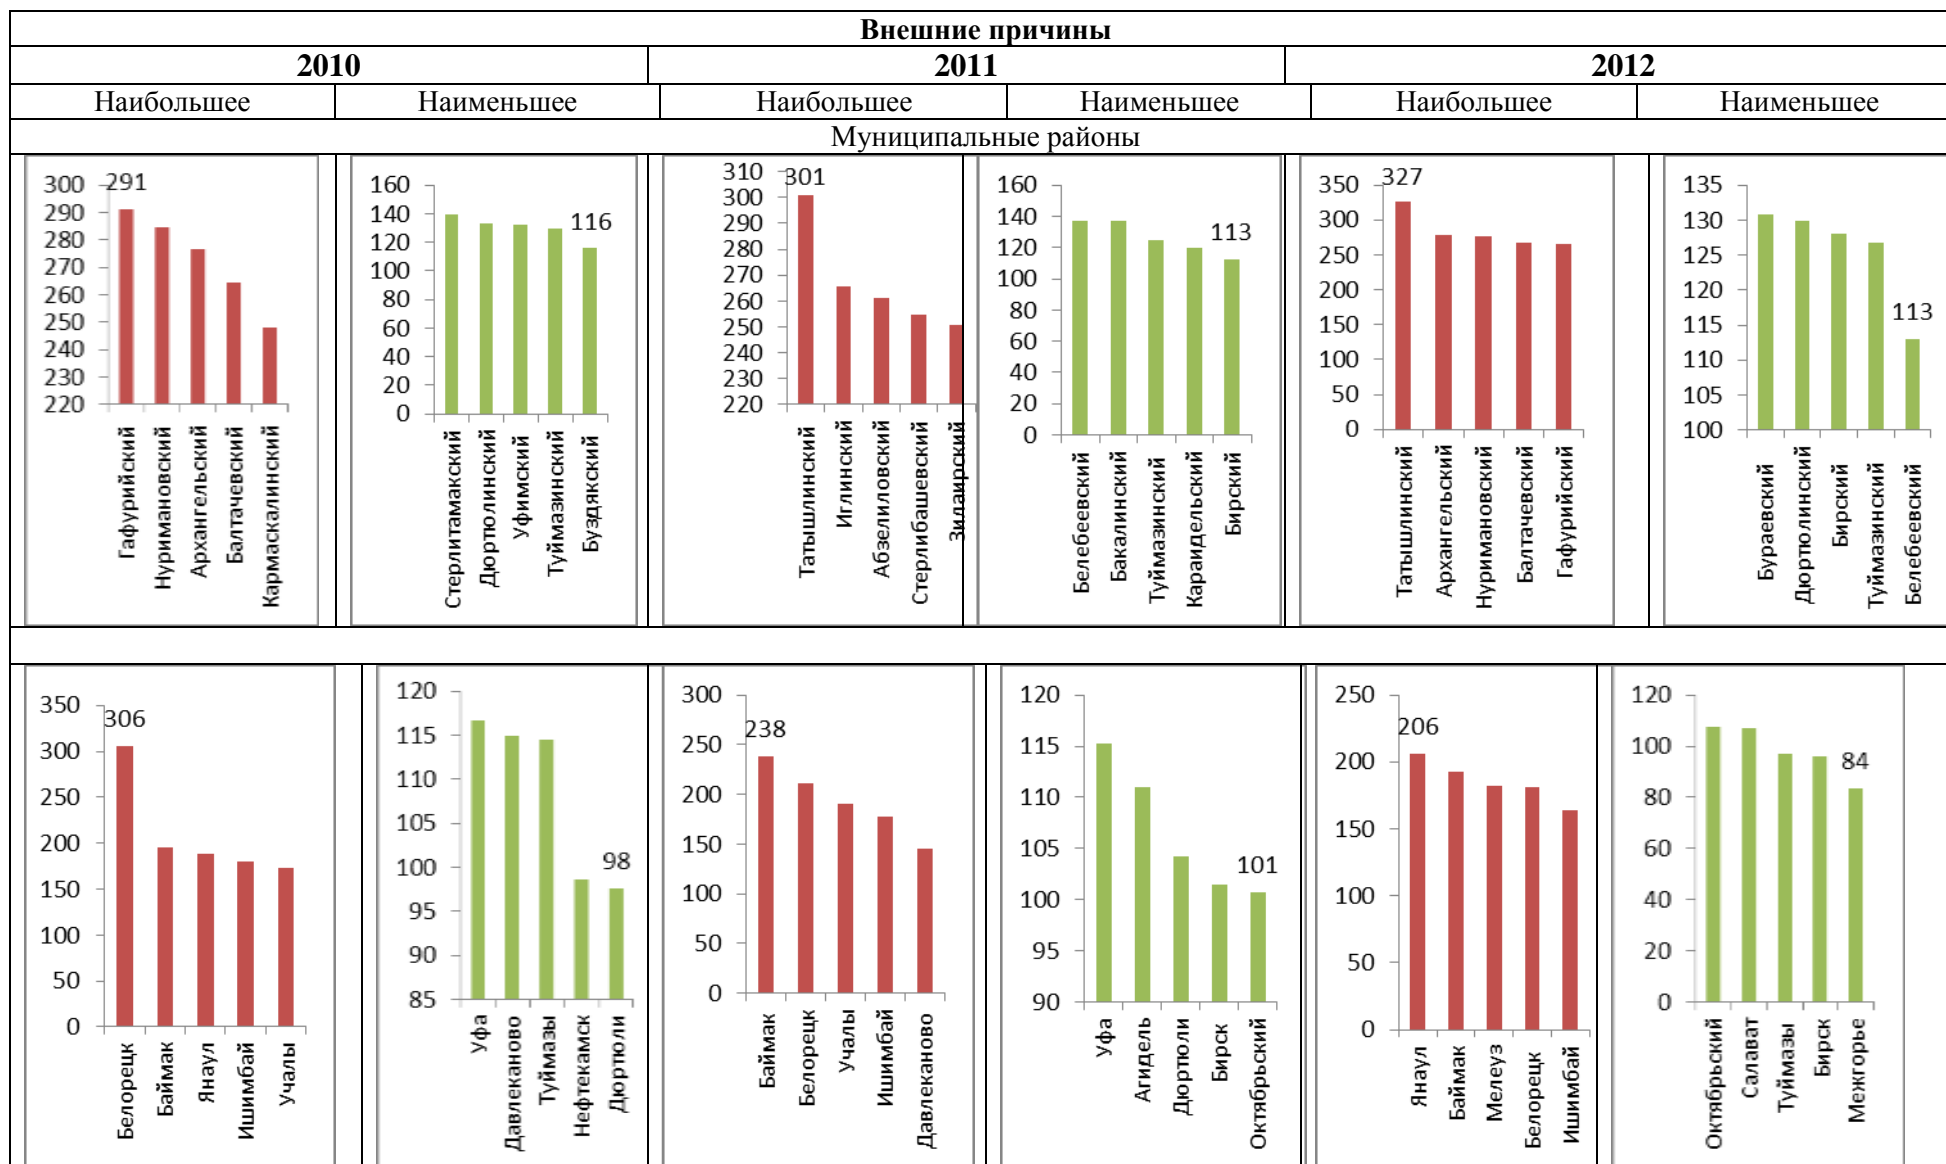 Внешние причины
2010 2011 2012
Наибольшее Наименьшее Наибольшее Наименьшее Наибольшее Наименьшее
Муниципальные районы
300 290 280 270 260 250 240 230 220
291
Гафурийский Нуримановский Архангельский Балтачевский Кармаскалинский
160 140 120 100 80 60 40 20 0
116
Стерлитамакский Дюртюлинский Уфимский Туймазинский Буздякский
310 300 290 280 270 260 250 240 230 220
301
Татышлинский Иглинский Абзелиловский Стерлибашевский Зилаирский
160 140 120 100 80 60 40 20 0
113
Белебеевский Бакалинский Туймазинский Караидельский Бирский
350 300 250 200 150 100 50 0
327
Татышлинский Архангельский Нуримановский Балтачевский Гафурийский
135 130 125 120 115 110 105 100
113
Бураевский Дюртюлинский Бирский Туймазинский Белебеевский
350 300 250 200 150 100 50 0
306
Белорецк Баймак Янаул Ишимбай Учалы
120 115 110 105 100 95 90 85
98
Уфа Давлеканово Туймазы Нефтекамск Дюртюли
300 250 200 150 100 50 0
238
Баймак Белорецк Учалы Ишимбай Давлеканово
120 115 110 105 100 95 90
101
Уфа Агидель Дюртюли Бирск Октябрьский
250 200 150 100 50 0
206
Янаул Баймак Мелеуз Белорецк Ишимбай
120 100 80 60 40 20 0
84
Октябрьский Салават Туймазы Бирск Межгорье